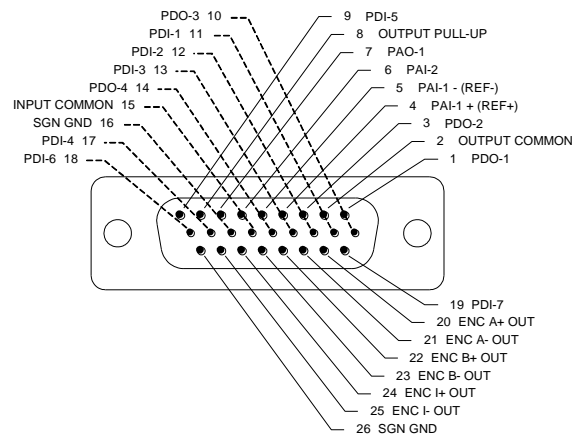 PDO-3 10
PDI-1 11
PDI-2 12
PDI-3 13
PDO-4 14
INPUT COMMON 15
SGN GND 16
PDI-4 17
PDI-6 18
9 PDI-5
8 OUTPUT PULL-UP
7 PAO-1
6 PAI-2
5 PAI-1 - (REF-)
4 PAI-1 + (REF+)
3 PDO-2
2 OUTPUT COMMON
1 PDO-1
19 PDI-7
20 ENC A+ OUT
21 ENC A- OUT
22 ENC B+ OUT
23 ENC B- OUT
24 ENC I+ OUT
25 ENC I- OUT
26 SGN GND